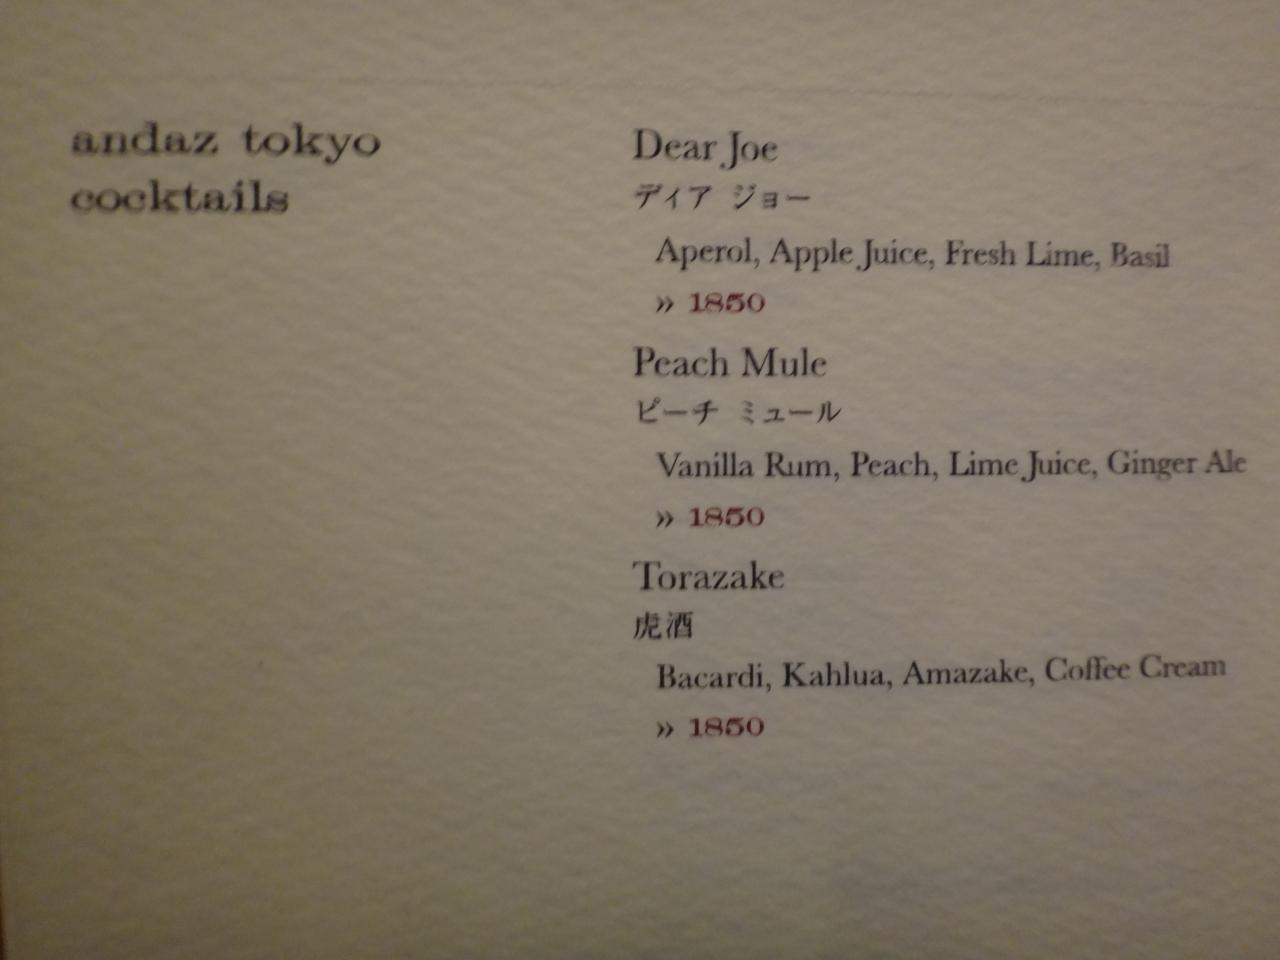 andaz tokyo
cocktails
Dear Joe
ディア ジョー
Aperol, Apple Juice, Fresh Lime, Basil
» 1850
Peach Mule
ピーチ ミュール
Vanilla Rum, Peach, Lime Juice, Ginger Ale
» 1850
Torazake
虎酒
Bacardi, Kahlua, Amazake, Coffee Cream
» 1850